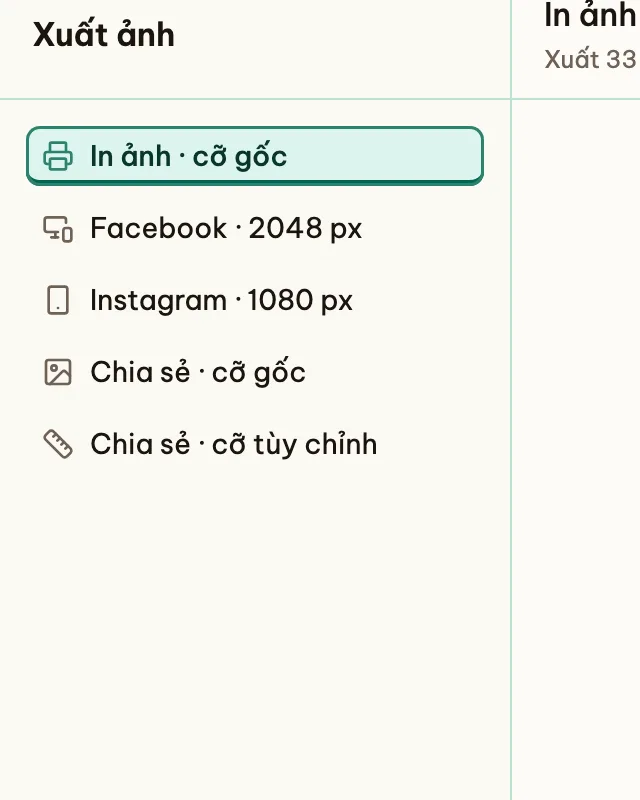 Xuất ảnh
In ảnh · cỡ gốc
Facebook · 2048 px
Instagram · 1080 px
Chia sẻ · cỡ gốc
Chia sẻ · cỡ tùy chỉnh
In ảnh
Xuất 33